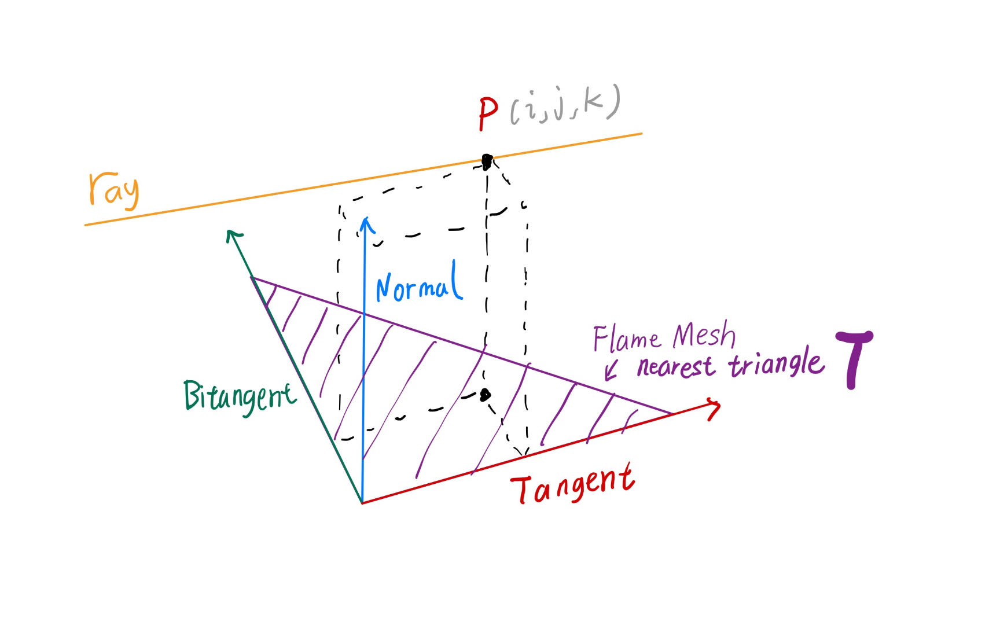 P (i,j,k)
ray
Normal
Flame Mesh
nearest triangle T
Bitangent
Tangent